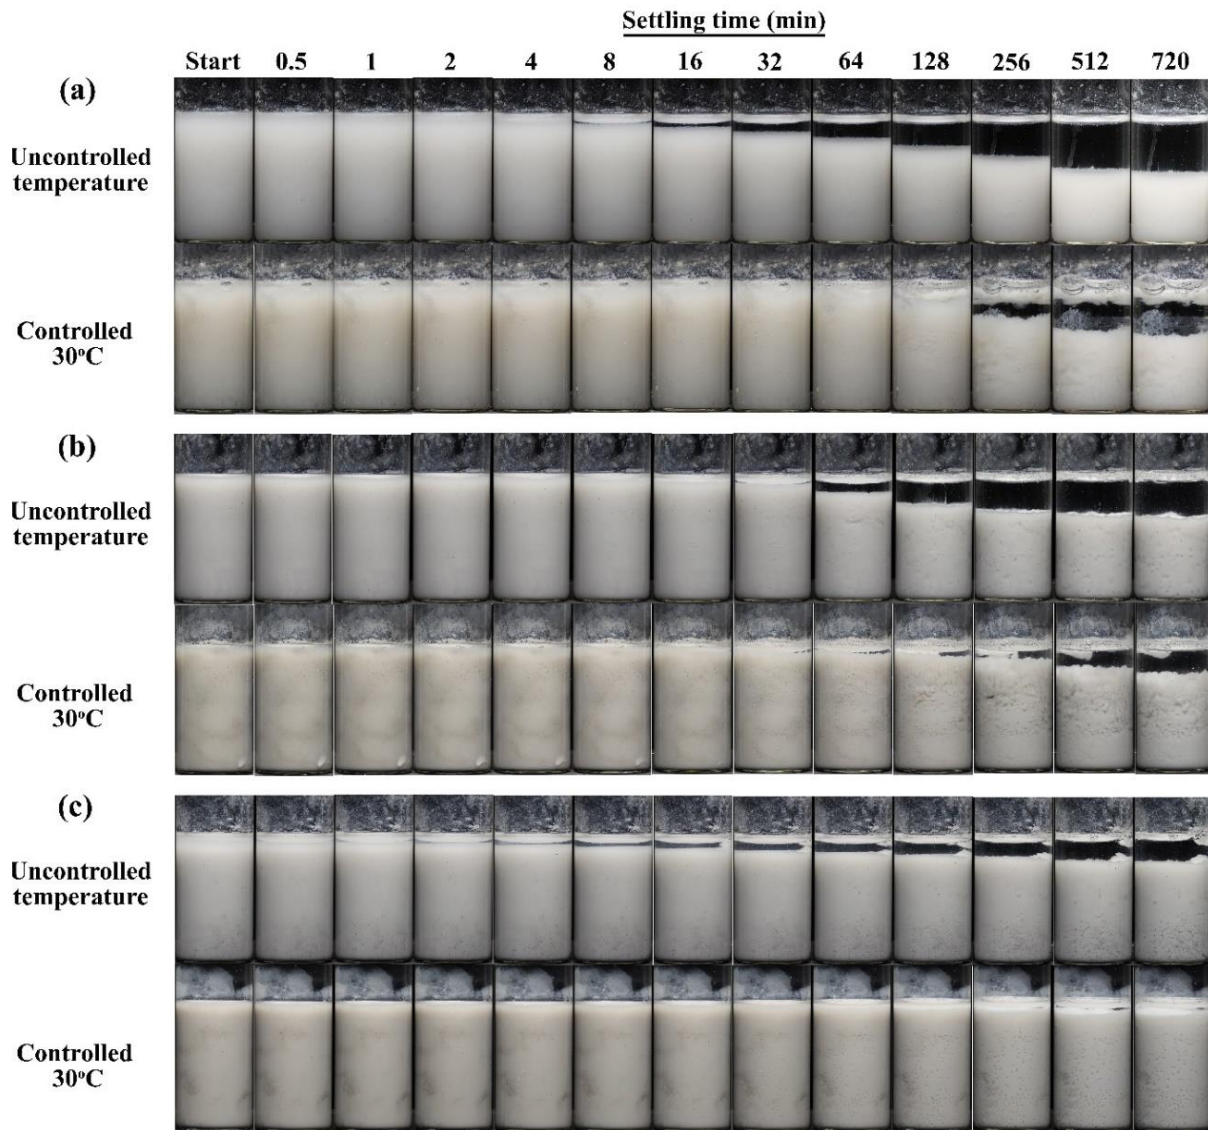 Settling time (min)
Start 0.5 1 2 4 8 16 32 64 128 256 512 720
(a)
Uncontrolled
temperature
Controlled
30°C
(b)
Uncontrolled
temperature
Controlled
30°C
(c)
Uncontrolled
temperature
Controlled
30°C